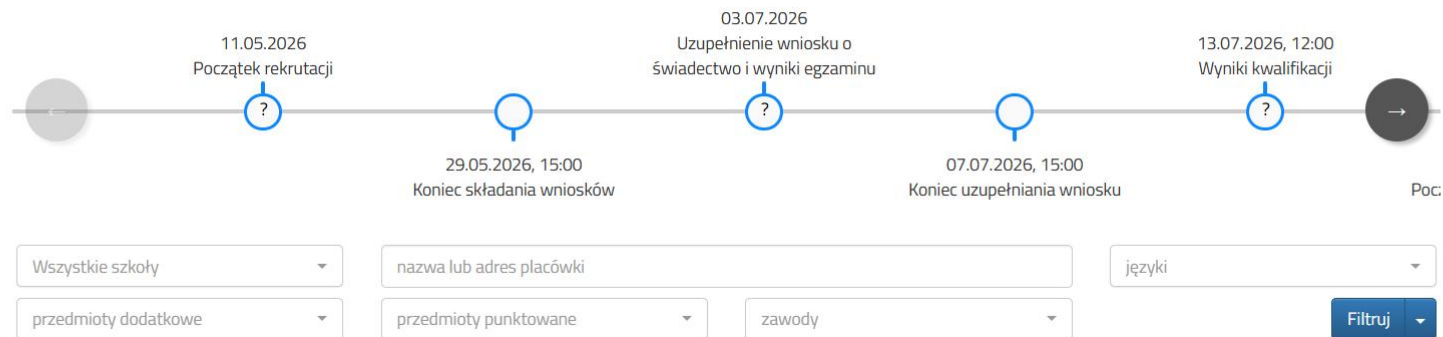 11.05.2026
Początek rekrutacji
?
29.05.2026, 15:00
Koniec składania wniosków
03.07.2026
Uzupełnienie wniosku o
świadectwo i wyniki egzaminu
?
07.07.2026, 15:00
Koniec uzupełniania wniosku
13.07.2026, 12:00
Wyniki kwalifikacji
?
←
→
Wszystkie szkoły
nazwa lub adres placówki
języki
przedmioty dodatkowe
przedmioty punktowane
zawody
Filtruj